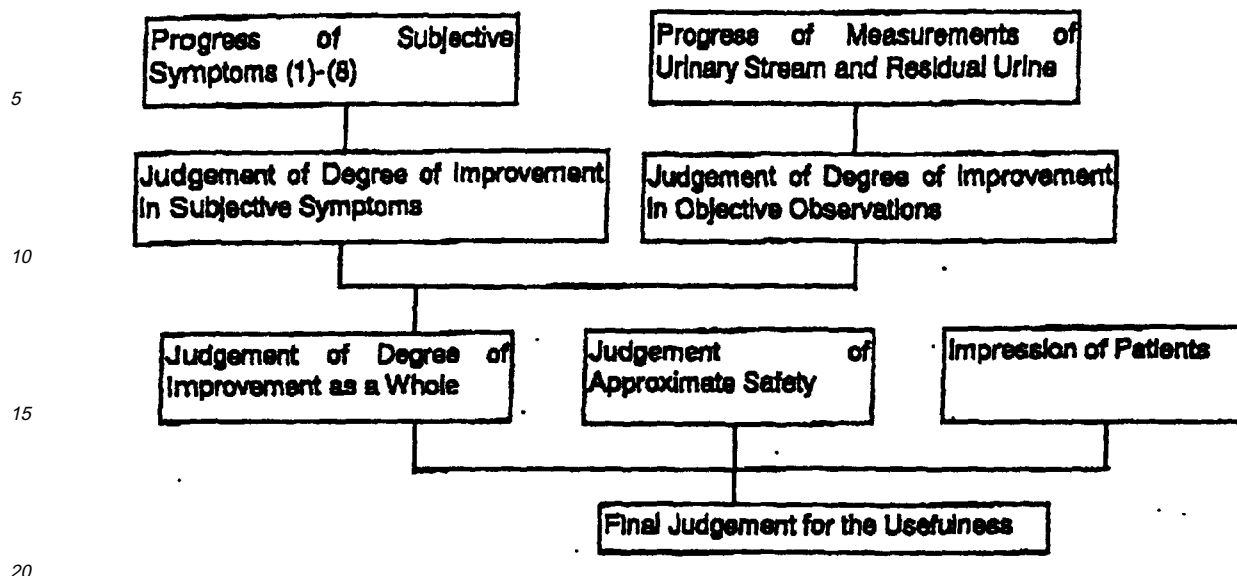 Progress of Subjective
Symptoms (1)-(8)
Progress of Measurements of
Urinary Stream and Residual Urine
5
Judgement of Degree of Improvement
in Subjective Symptoms
Judgement of Degree of Improvement
in Objective Observations
10
Judgement of Degree of
Improvement as a Whole
Judgement of
Approximate Safety
Impression of Patients
15
Final Judgement for the Usefulness
20